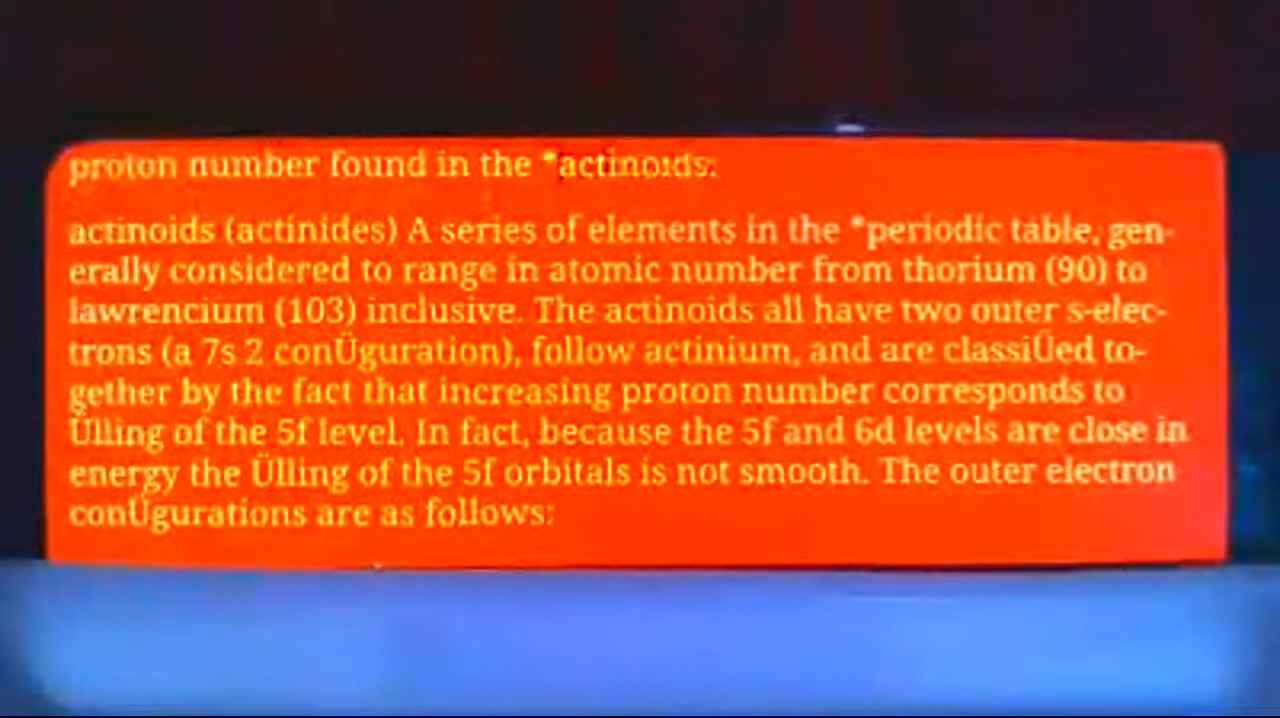 proton number found in the *actinoids.
actinoids (actinides) A series of elements in the *periodic table, gen-
erally considered to range in atomic number from thorium (90) to
lawrencium (103) inclusive. The actinoids all have two outer s-elec-
trons (a 7s 2 conÜguration), follow actinium, and are classiÜed to-
gether by the fact that increasing proton number corresponds to
Ülling of the 5f level. In fact, because the 5f and 6d levels are close in
energy the Ülling of the 5f orbitals is not smooth. The outer electron
conÜgurations are as follows: